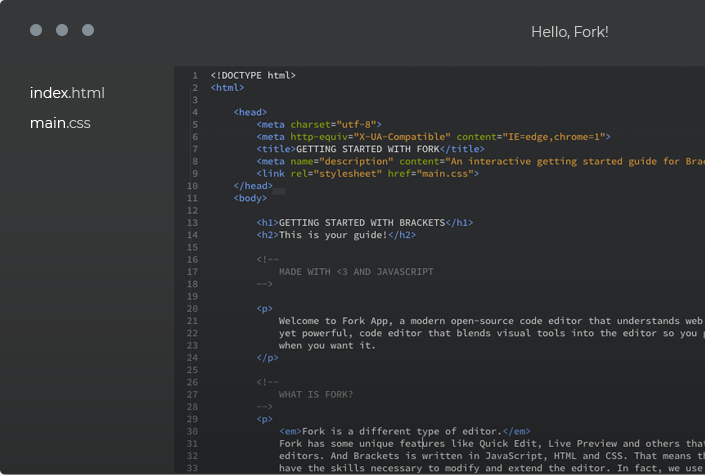 Hello, Fork!
index.html
main.css
1 <!DOCTYPE html>
2 <html>
3
4 <head>
5 <meta charset="utf-8">
6 <meta http-equiv="X-UA-Compatible" content="IE=edge,chrome=1">
7 <title>GETTING STARTED WITH FORK</title>
8 <meta name="description" content="An interactive getting started guide for Brac
9 <link rel="stylesheet" href="main.css">
10 </head>
11 <body>
12
13 <h1>GETTING STARTED WITH BRACKETS</h1>
14 <h2>This is your guide!</h2>
15
16 <!--
17 MADE WITH <3 AND JAVASCRIPT
18 -->
19
20 <p>
21 Welcome to Fork App, a modern open-source code editor that understands web
22 yet powerful, code editor that blends visual tools into the editor so you g
23 when you want it.
24 </p>
25
26 <!--
27 WHAT IS FORK?
28 -->
29 <p>
30 <em>Fork is a different type of editor.</em>
31 Fork has some unique features like Quick Edit, Live Preview and others that
32 editors. And Brackets is written in JavaScript, HTML and CSS. That means th
33 have the skills necessary to modify and extend the editor. In fact, we use